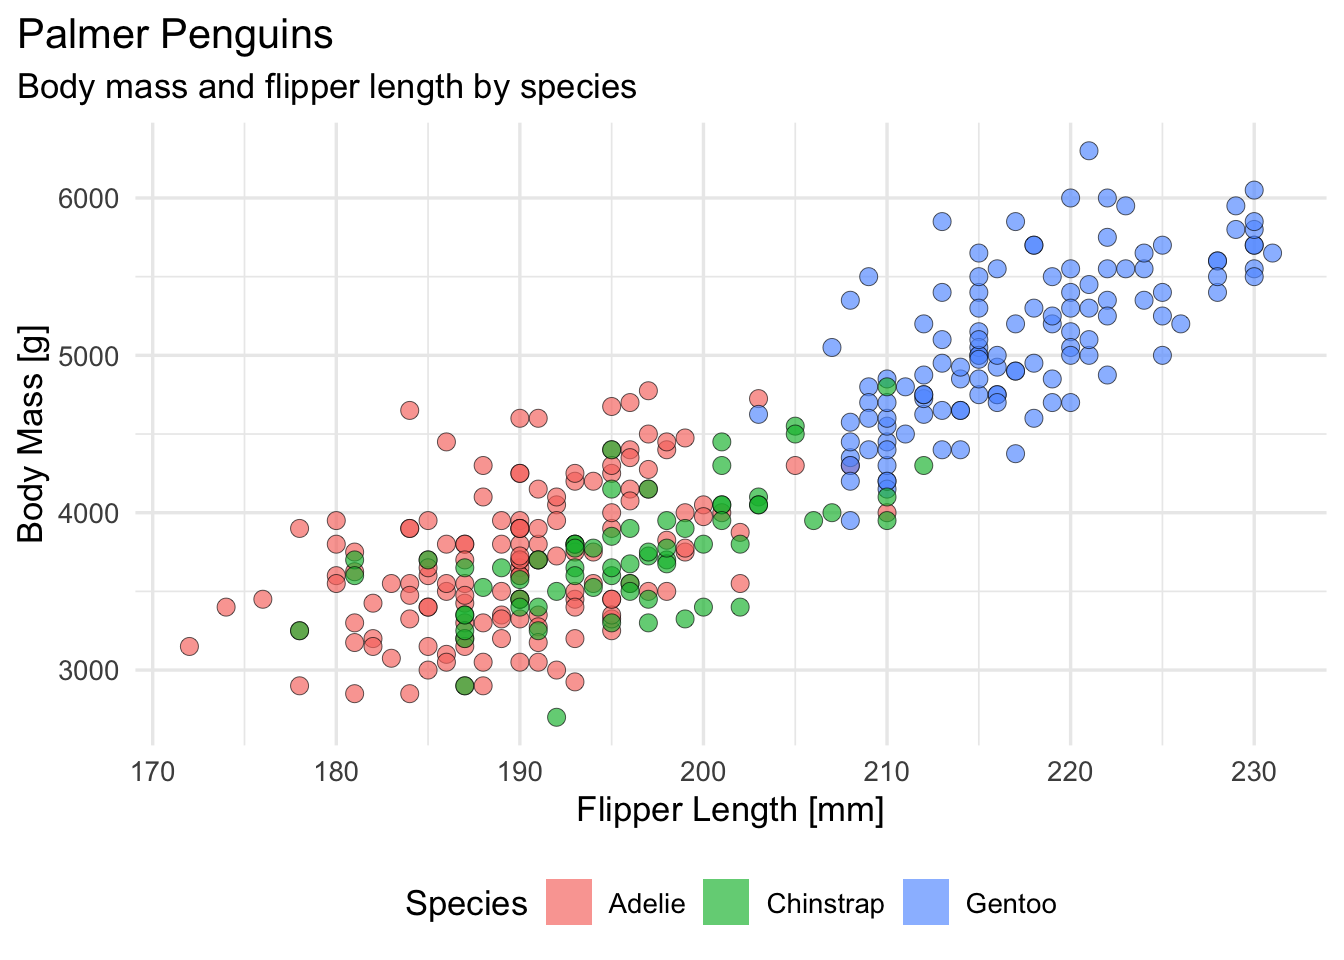 Palmer Penguins
Body mass and flipper length by species
6000
5000
4000
3000
Body Mass [g]
170 180 190 200 210 220 230
Flipper Length [mm]
Species Adelie Chinstrap Gentoo